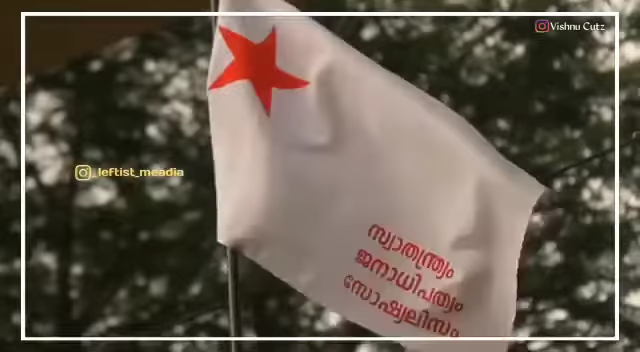 Vishnu Cutz
_leftist_meadia
സ്വാതന്ത്ര്യം
ജനാധിപത്യം
സോഷ്യലിസം